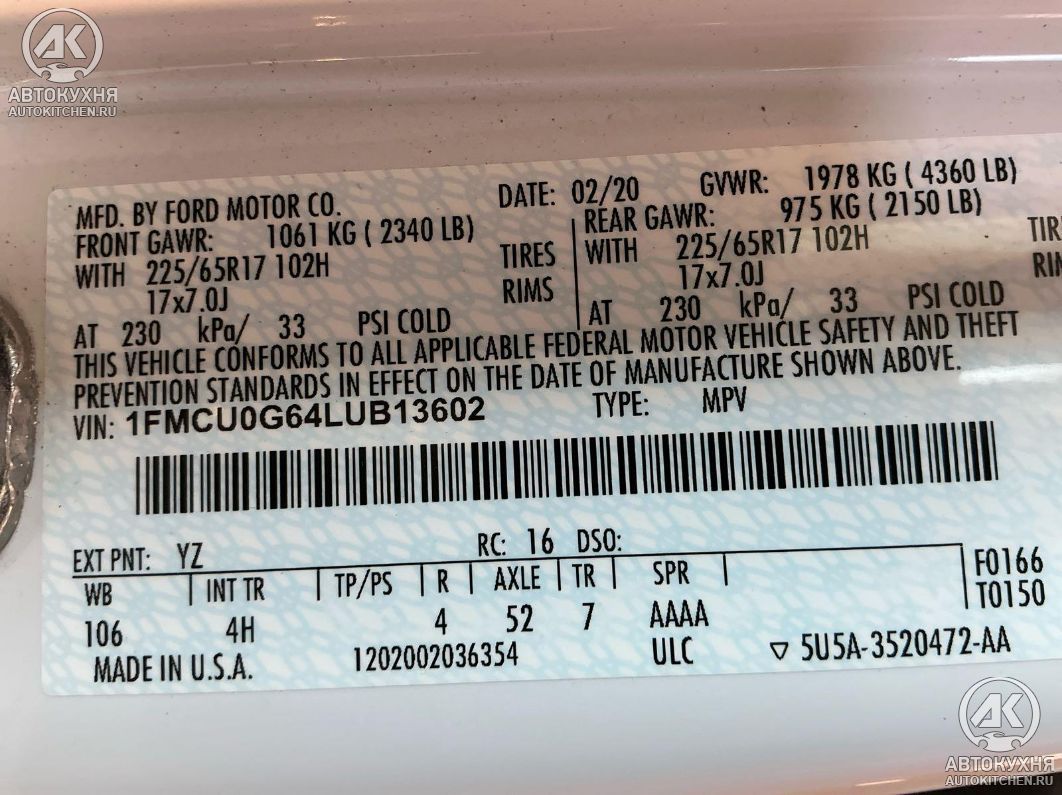 АК
АВТОКУХНЯ
AUTOKITCHEN.RU
MFD. BY FORD MOTOR CO. DATE: 02/20 GVWR: 1978 KG ( 4360 LB)
FRONT GAWR: 1061 KG ( 2340 LB) REAR GAWR: 975 KG ( 2150 LB)
WITH 225/65R17 102H TIRES WITH 225/65R17 102H TIR
17x7.0J RIMS 17x7.0J RIM
AT 230 kPa/ 33 PSI COLD AT 230 kPa/ 33 PSI COLD
THIS VEHICLE CONFORMS TO ALL APPLICABLE FEDERAL MOTOR VEHICLE SAFETY AND THEFT
PREVENTION STANDARDS IN EFFECT ON THE DATE OF MANUFACTURE SHOWN ABOVE.
VIN: 1FMCU0G64LUB13602 TYPE: MPV
EXT PNT: YZ RC: 16 DSO:
WB INT TR TP/PS R AXLE TR SPR F0166
106 4H 4 52 7 AAAA T0150
MADE IN U.S.A. 1202002036354 ULC ▽ 5U5A-3520472-AA
АК
АВТОКУХНЯ
AUTOKITCHEN.RU